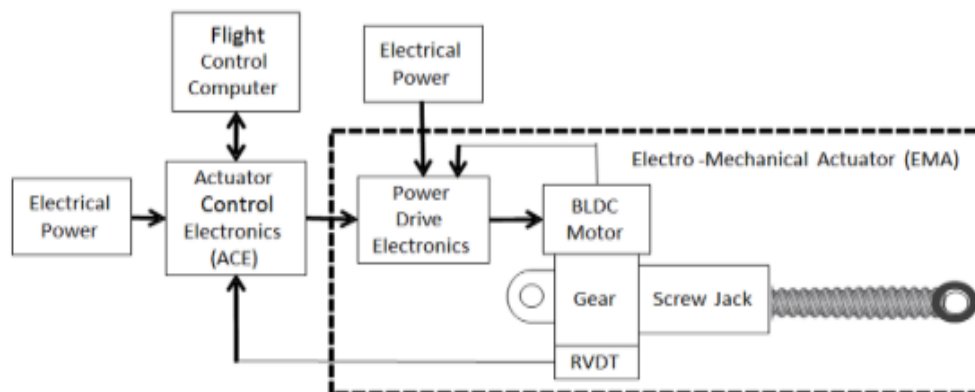 Flight
Control
Computer
Electrical
Power
Electro -Mechanical Actuator (EMA)
Electrical
Power
Actuator
Control
Electronics
(ACE)
Power
Drive
Electronics
BLDC
Motor
Gear
Screw Jack
RVDT